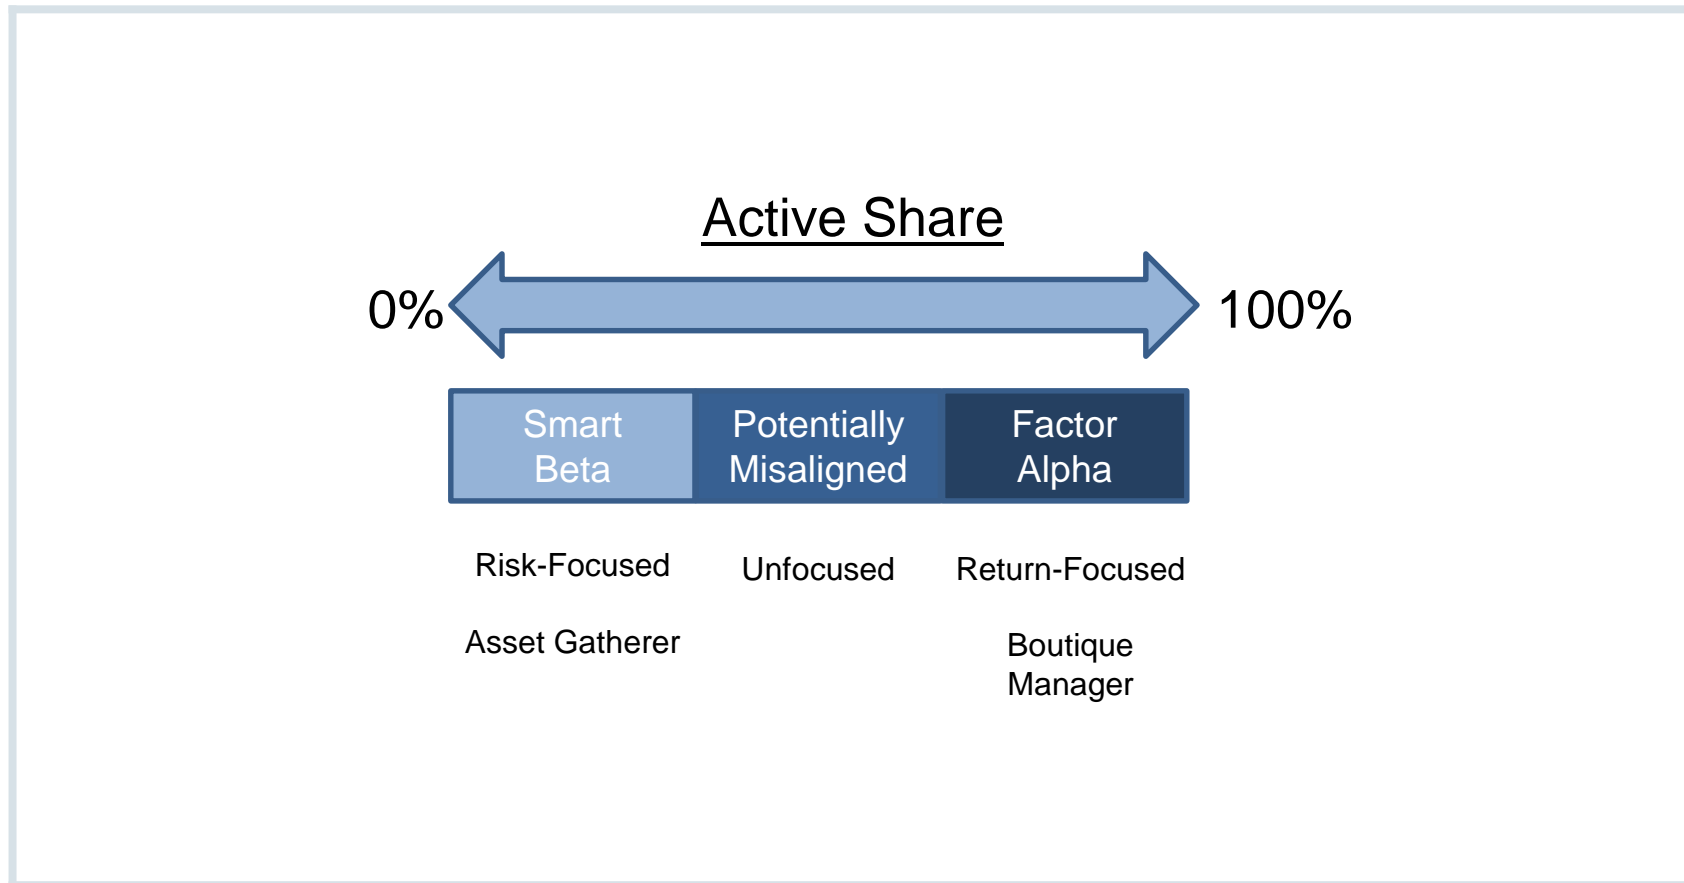 Active Share
0%
100%
Smart
Beta
Potentially
Misaligned
Factor
Alpha
Risk-Focused
Unfocused
Return-Focused
Asset Gatherer
Boutique
Manager